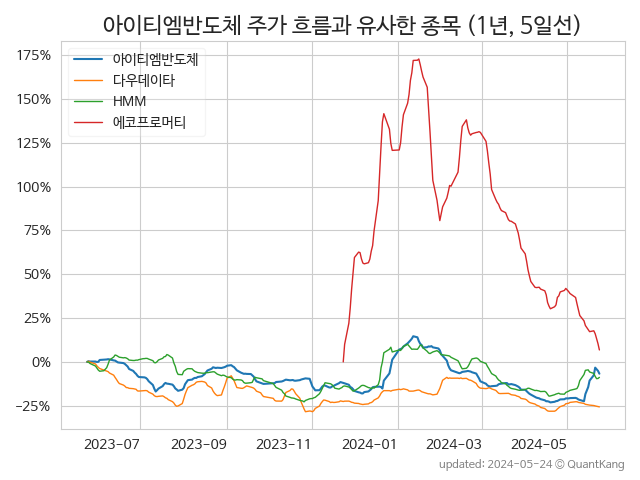 아이티엠반도체 주가 흐름과 유사한 종목 (1년, 5일선)
아이티엠반도체
다우데이타
HMM
에코프로머티
175%
150%
125%
100%
75%
50%
25%
0%
−25%
2023-07 2023-09 2023-11 2024-01 2024-03 2024-05
updated: 2024-05-24 © QuantKang